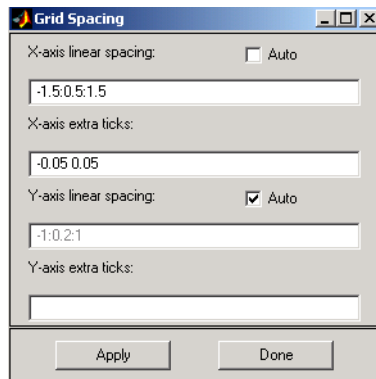 Grid Spacing
X-axis linear spacing: Auto
-1.5:0.5:1.5
X-axis extra ticks:
-0.05 0.05
Y-axis linear spacing: Auto
-1:0.2:1
Y-axis extra ticks:
Apply Done